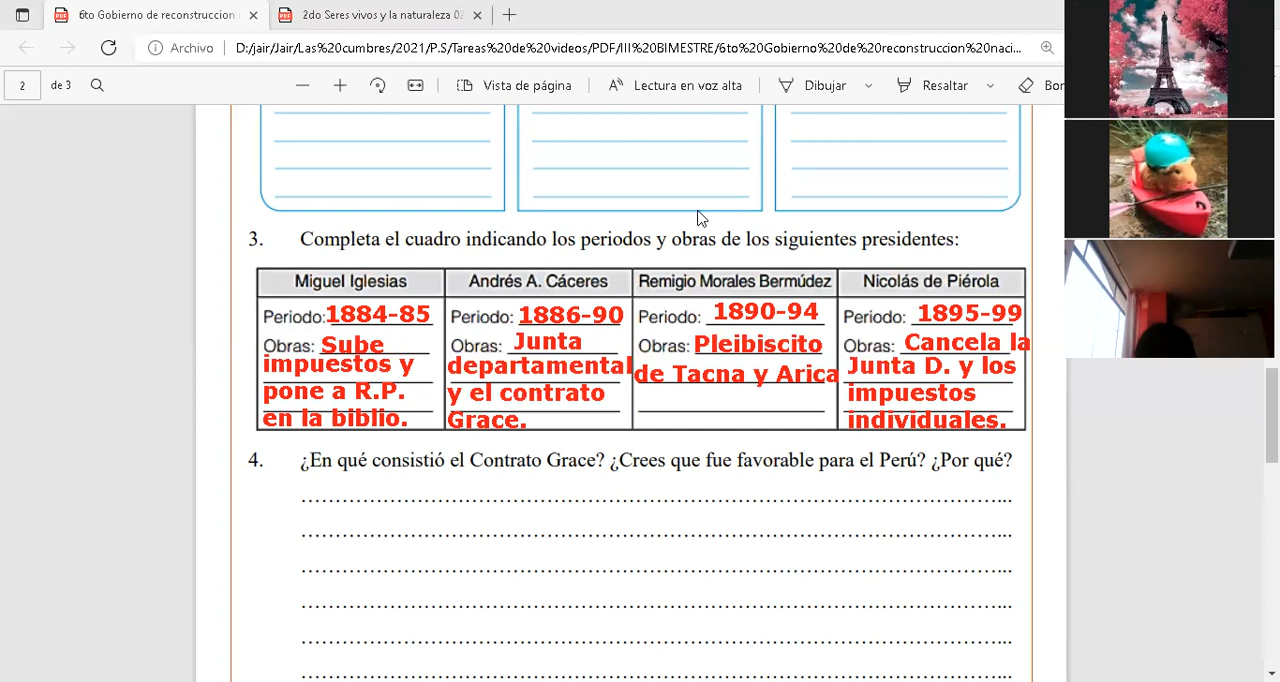 6to Gobierno de reconstruccion
2do Seres vivos y la naturaleza 02
Archivo
D:/jair/Jair/Las%20cumbres/2021/P.S/Tareas%20de%20videos/PDF/III%20BIMESTRE/6to%20Gobierno%20de%20reconstruccion%20naci...
2 de 3
Vista de página
Lectura en voz alta
Dibujar
Resaltar
Bor
3. Completa el cuadro indicando los periodos y obras de los siguientes presidentes:
Miguel Iglesias
Periodo: 1884-85
Obras: Sube
impuestos y
pone a R.P.
en la biblio.
Andrés A. Cáceres
Periodo: 1886-90
Obras: Junta
departamental
y el contrato
Grace.
Remigio Morales Bermúdez
Periodo: 1890-94
Obras: Pleibiscito
de Tacna y Arica
Nicolás de Piérola
Periodo: 1895-99
Obras: Cancela la
Junta D. y los
impuestos
individuales.
4. ¿En qué consistió el Contrato Grace? ¿Crees que fue favorable para el Perú? ¿Por qué?